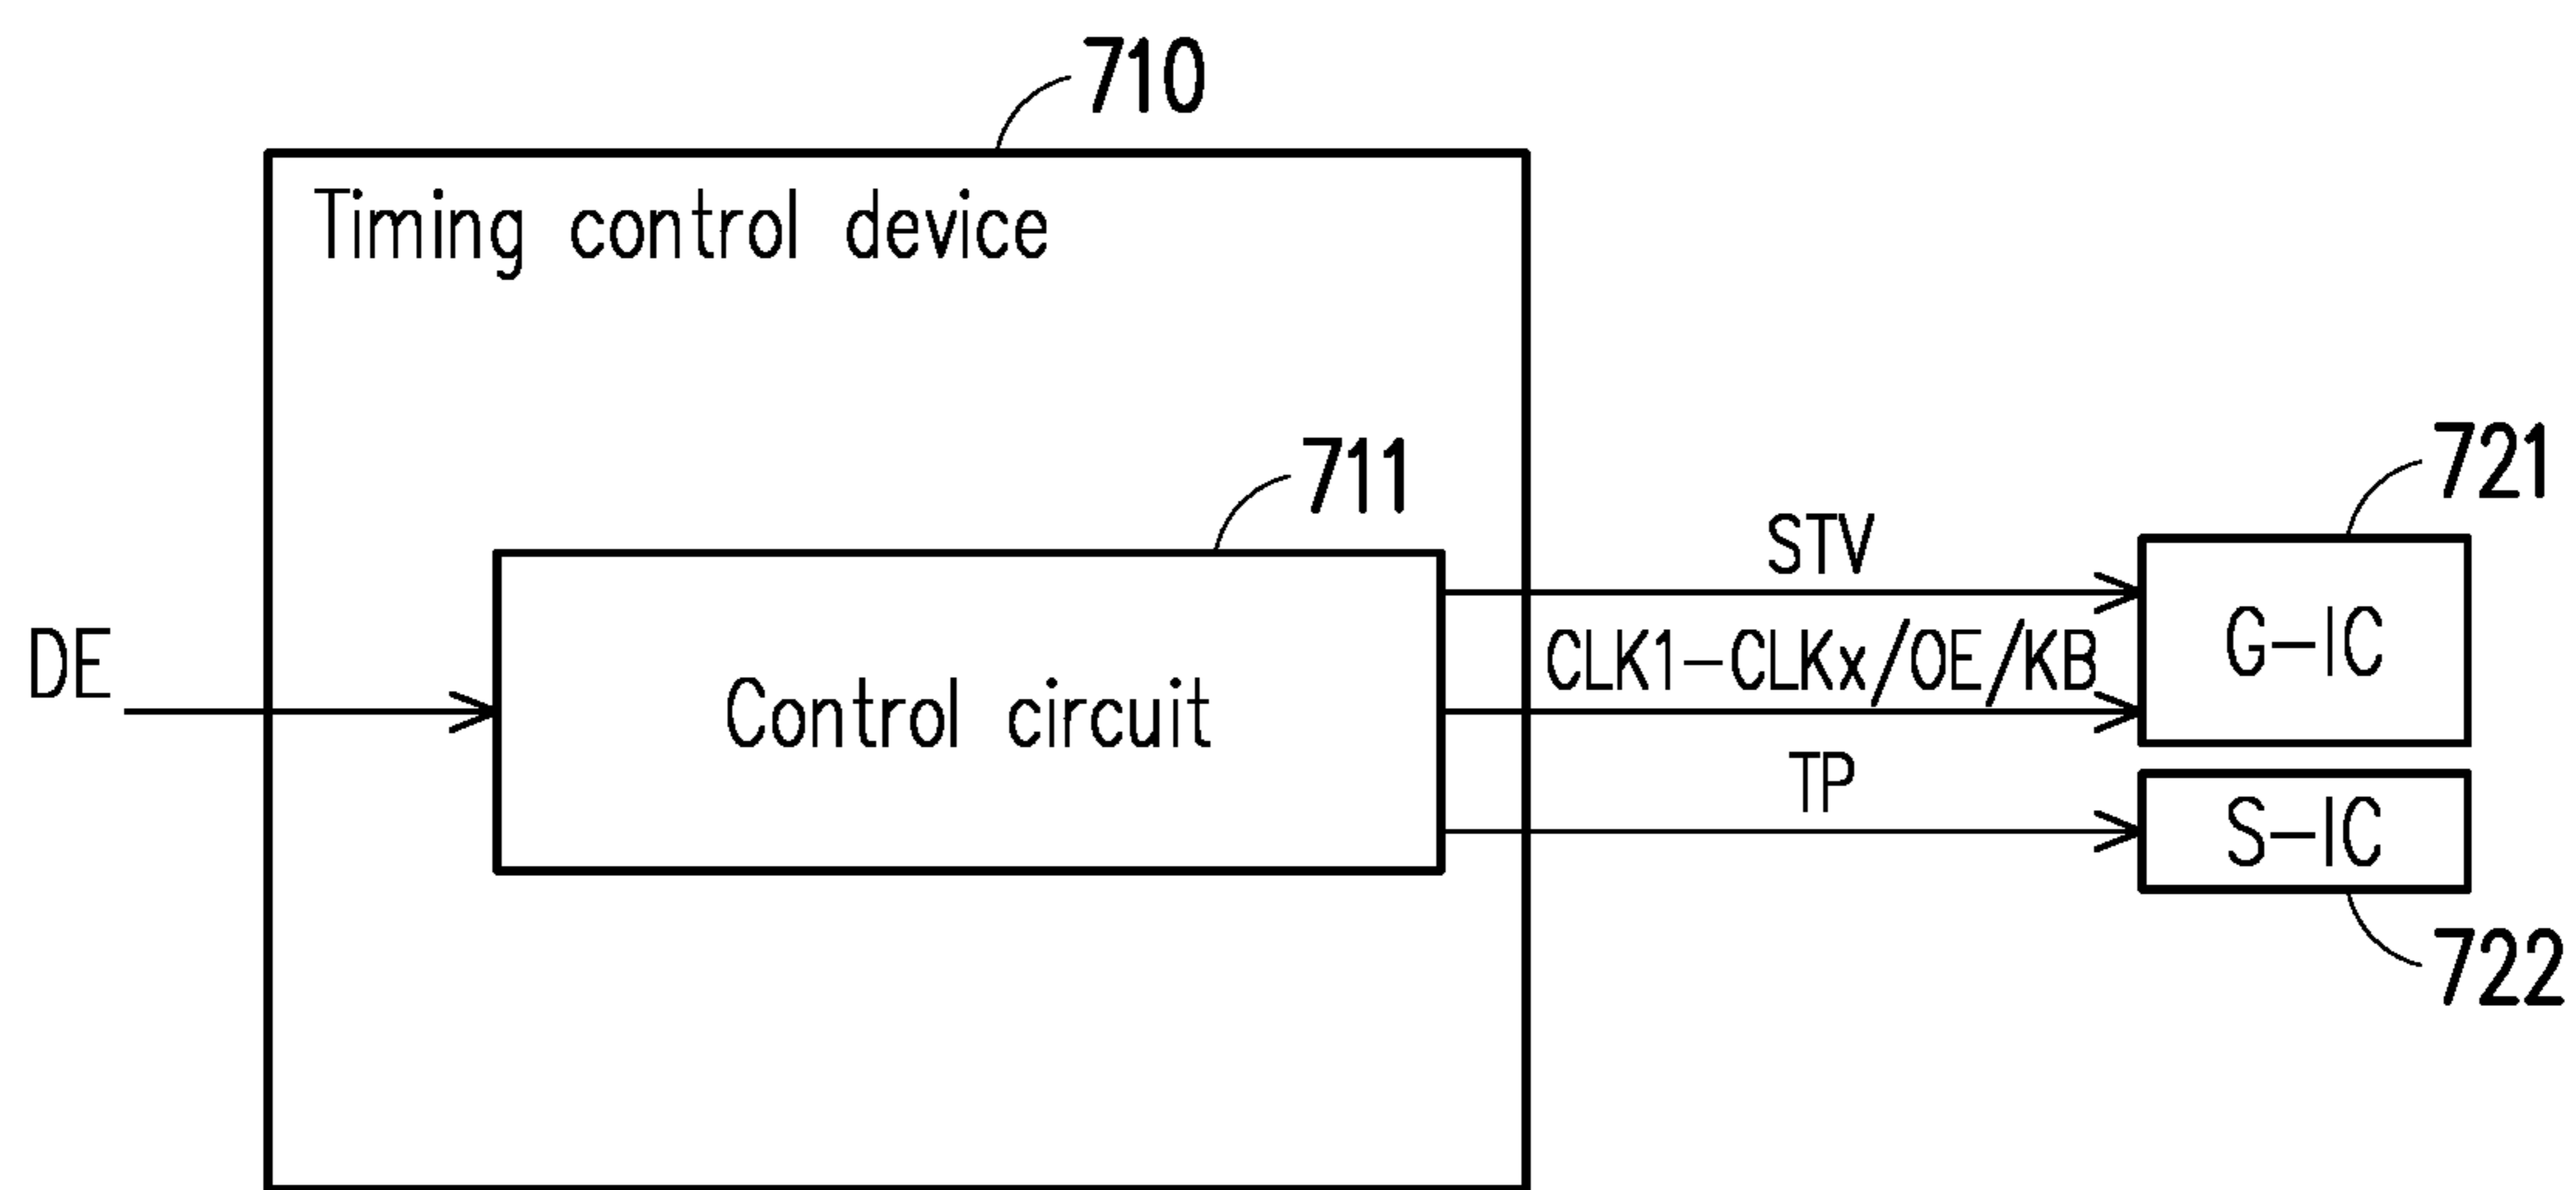 710
Timing control device
711
721
STV
DE
CLK1-CLKx/OE/KB
G-IC
Control circuit
TP
S-IC
722